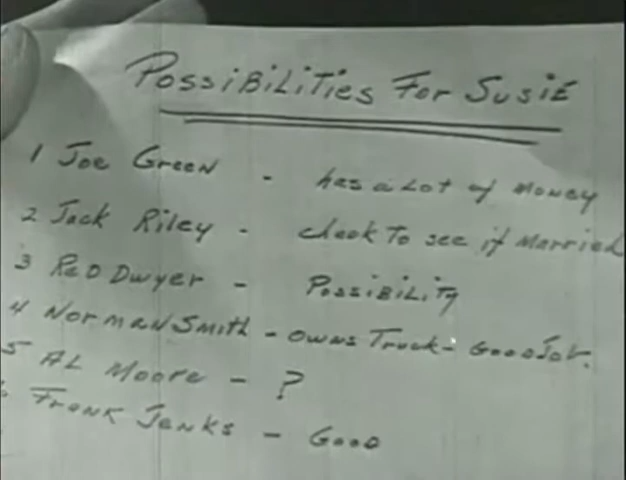 Possibilities For Susie
1 Joe Green - has a Lot of Money
2 Jack Riley - check To see if Married
3 Red Dwyer - Possibility
4 Norman Smith - owns Truck - Good Job.
5 AL Moore - ?
6 Frank Jenks - Good